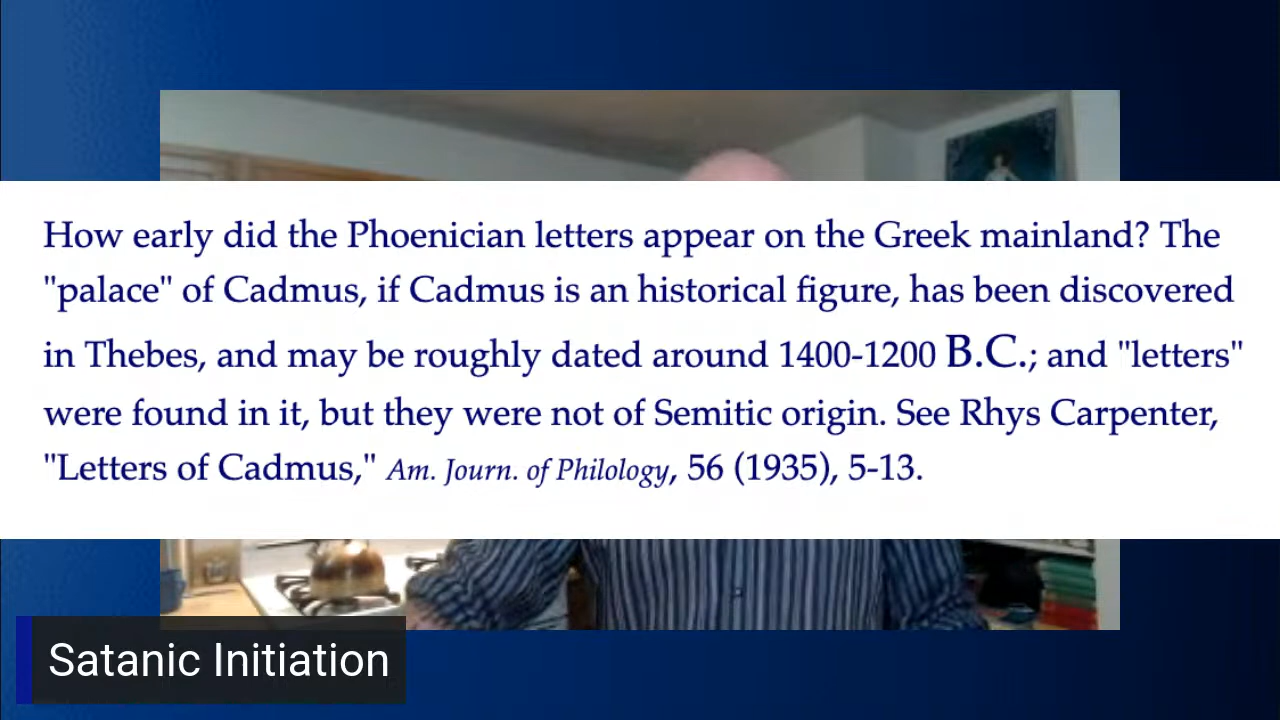 How early did the Phoenician letters appear on the Greek mainland? The
"palace" of Cadmus, if Cadmus is an historical figure, has been discovered
in Thebes, and may be roughly dated around 1400-1200 B.C.; and "letters"
were found in it, but they were not of Semitic origin. See Rhys Carpenter,
"Letters of Cadmus," Am. Journ. of Philology, 56 (1935), 5-13.
Satanic Initiation